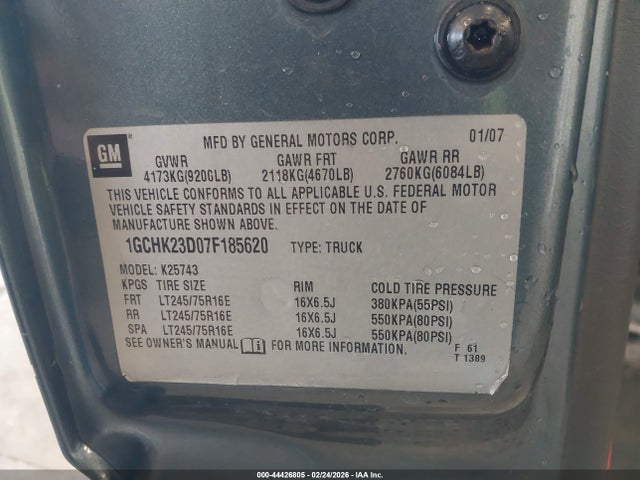 GM
MFD BY GENERAL MOTORS CORP. 01/07
GVWR GAWR FRT GAWR RR
4173KG(9200LB) 2118KG(4670LB) 2760KG(6084LB)
THIS VEHICLE CONFORMS TO ALL APPLICABLE U.S. FEDERAL MOTOR
VEHICLE SAFETY STANDARDS IN EFFECT ON THE DATE OF
MANUFACTURE SHOWN ABOVE.
1GCHK23D07F185620 TYPE: TRUCK
MODEL: K25743
KPGS TIRE SIZE RIM COLD TIRE PRESSURE
FRT LT245/75R16E 16X6.5J 380KPA(55PSI)
RR LT245/75R16E 16X6.5J 550KPA(80PSI)
SPA LT245/75R16E 16X6.5J 550KPA(80PSI)
SEE OWNER'S MANUAL FOR MORE INFORMATION. F 61
T 1389
000-44426805 - 02/24/2026 - IAA Inc.